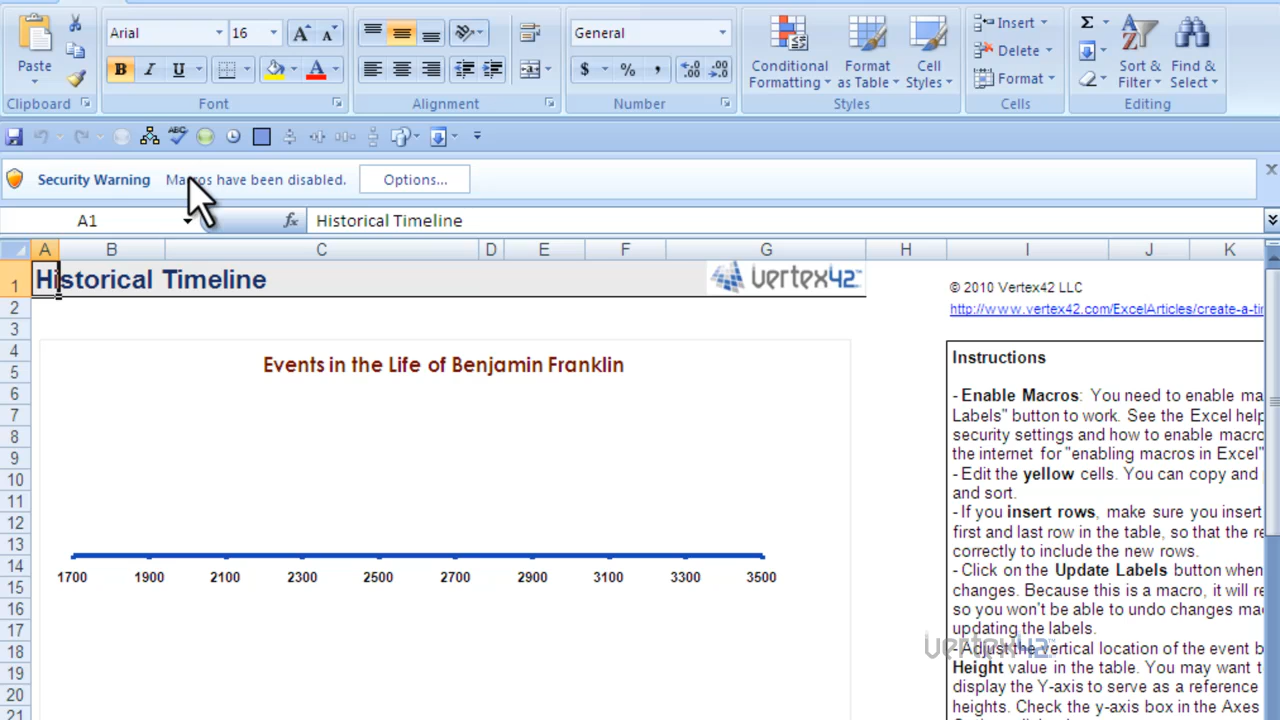 Arial
16
General
Insert
Σ
Paste
B I U
A
$ % ,
Conditional Formatting
Format as Table
Cell Styles
Delete
Format
Sort & Filter
Find & Select
Clipboard
Font
Alignment
Number
Styles
Cells
Editing
ABC
Security Warning Macros have been disabled. Options...
A1 fx Historical Timeline
A B C D E F G H I J K
1 Historical Timeline vertex42™
© 2010 Vertex42 LLC
2 http://www.vertex42.com/ExcelArticles/create-a-ti
3
4
Instructions
5 Events in the Life of Benjamin Franklin
6 - Enable Macros: You need to enable ma
7 Labels" button to work. See the Excel help
8 security settings and how to enable macro
9 the internet for "enabling macros in Excel"
10 - Edit the yellow cells. You can copy and
11 and sort.
12 - If you insert rows, make sure you insert
13 first and last row in the table, so that the re
14 correctly to include the new rows.
15 1700 1900 2100 2300 2500 2700 2900 3100 3300 3500
- Click on the Update Labels button when
changes. Because this is a macro, it will re
16 so you won't be able to undo changes ma
17 updating the labels.
18 - Adjust the vertical location of the event b
vertex42™
19 Height value in the table. You may want t
20 display the Y-axis to serve as a reference
21 heights. Check the y-axis box in the Axes